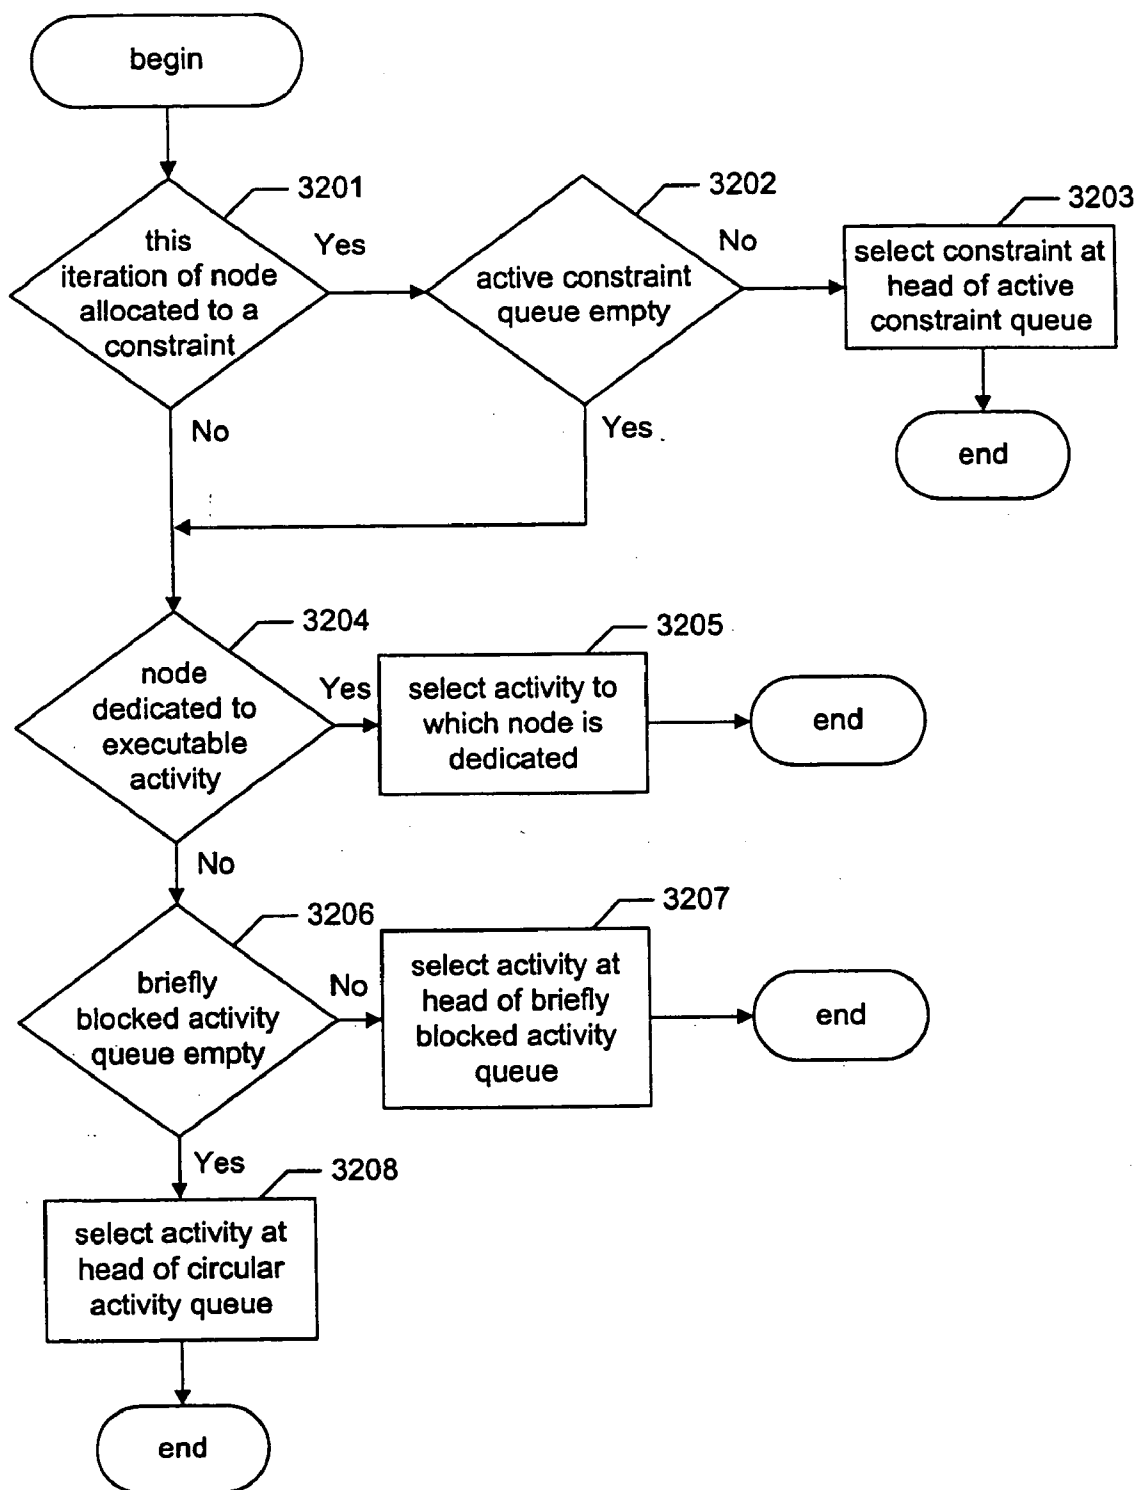 begin
3201
this
iteration of node
allocated to a
constraint
Yes
3202
active constraint
queue empty
No
3203
select constraint at
head of active
constraint queue
end
No
Yes
3204
node
dedicated to
executable
activity
Yes
3205
select activity to
which node is
dedicated
end
No
3206
briefly
blocked activity
queue empty
No
3207
select activity at
head of briefly
blocked activity
queue
end
Yes
3208
select activity at
head of circular
activity queue
end